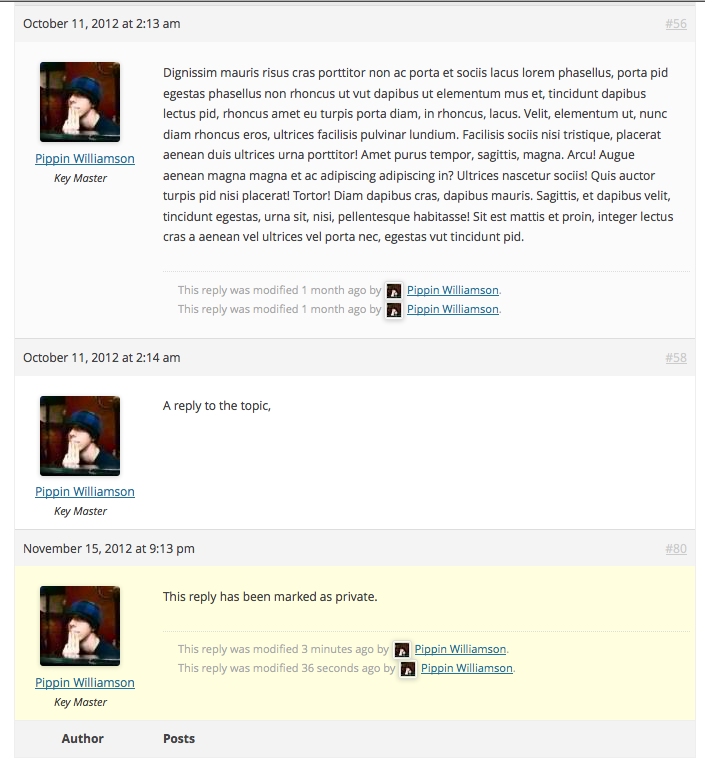 October 11, 2012 at 2:13 am #56
Pippin Williamson
Key Master
Dignissim mauris risus cras porttitor non ac porta et sociis lacus lorem phasellus, porta pid
egestas phasellus non rhoncus ut vut dapibus ut elementum mus et, tincidunt dapibus
lectus pid, rhoncus amet eu turpis porta diam, in rhoncus, lacus. Velit, elementum ut, nunc
diam rhoncus eros, ultrices facilisis pulvinar lundium. Facilisis sociis nisi tristique, placerat
aenean duis ultrices urna porttitor! Amet purus tempor, sagittis, magna. Arcu! Augue
aenean magna magna et ac adipiscing adipiscing in? Ultrices nascetur sociis! Quis auctor
turpis pid nisi placerat! Tortor! Diam dapibus cras, dapibus mauris. Sagittis, et dapibus velit,
tincidunt egestas, urna sit, nisi, pellentesque habitasse! Sit est mattis et proin, integer lectus
cras a aenean vel ultrices vel porta nec, egestas vut tincidunt pid.
This reply was modified 1 month ago by Pippin Williamson.
This reply was modified 1 month ago by Pippin Williamson.
October 11, 2012 at 2:14 am #58
Pippin Williamson
Key Master
A reply to the topic,
November 15, 2012 at 9:13 pm #80
Pippin Williamson
Key Master
This reply has been marked as private.
This reply was modified 3 minutes ago by Pippin Williamson.
This reply was modified 36 seconds ago by Pippin Williamson.
Author Posts